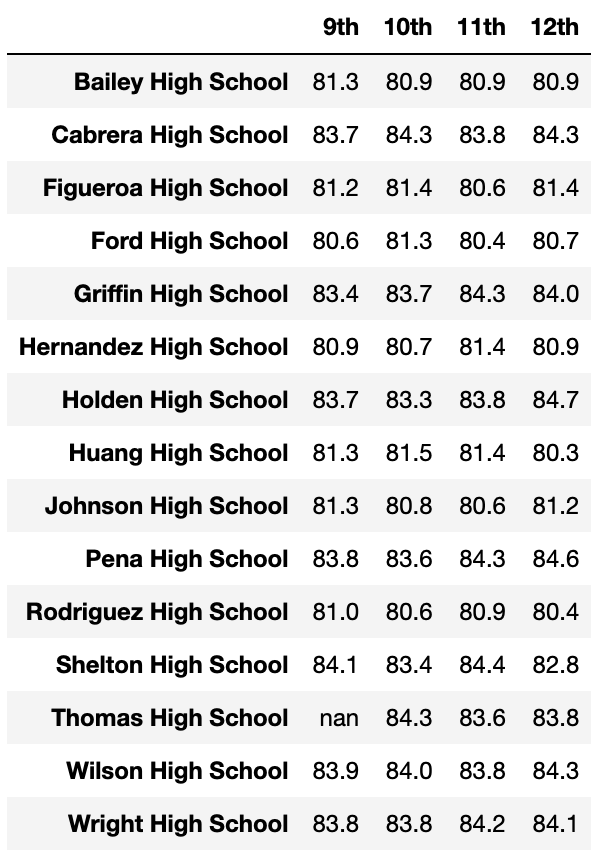 9th 10th 11th 12th
Bailey High School 81.3 80.9 80.9 80.9
Cabrera High School 83.7 84.3 83.8 84.3
Figueroa High School 81.2 81.4 80.6 81.4
Ford High School 80.6 81.3 80.4 80.7
Griffin High School 83.4 83.7 84.3 84.0
Hernandez High School 80.9 80.7 81.4 80.9
Holden High School 83.7 83.3 83.8 84.7
Huang High School 81.3 81.5 81.4 80.3
Johnson High School 81.3 80.8 80.6 81.2
Pena High School 83.8 83.6 84.3 84.6
Rodriguez High School 81.0 80.6 80.9 80.4
Shelton High School 84.1 83.4 84.4 82.8
Thomas High School nan 84.3 83.6 83.8
Wilson High School 83.9 84.0 83.8 84.3
Wright High School 83.8 83.8 84.2 84.1